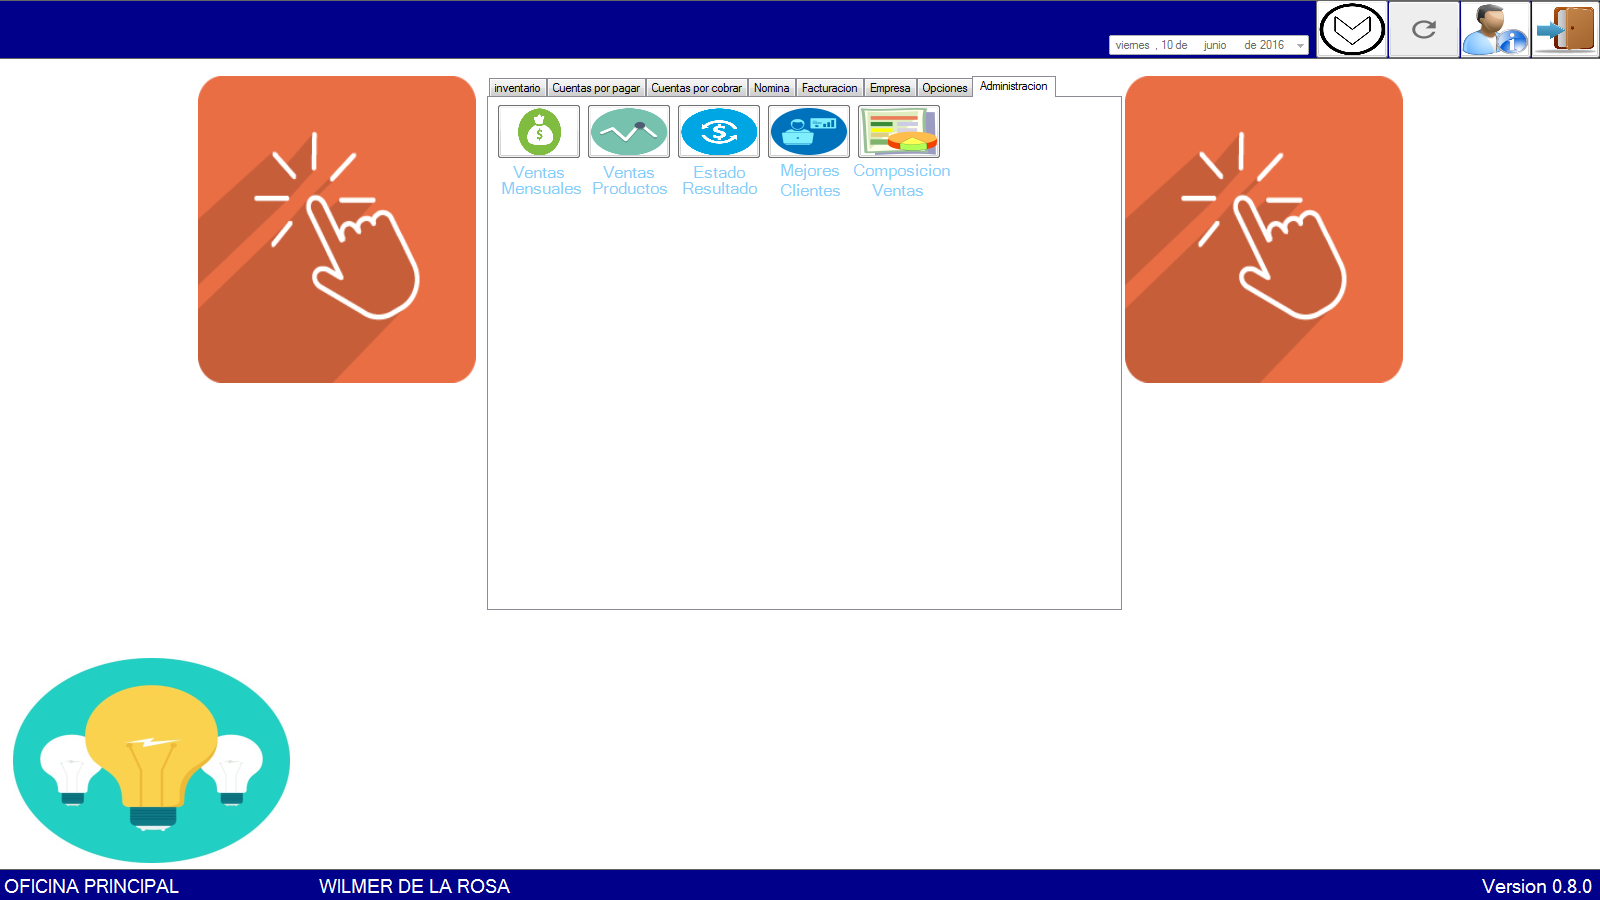 viernes , 10 de junio de 2016
inventario Cuentas por pagar Cuentas por cobrar Nomina Facturacion Empresa Opciones Administracion
Ventas Mensuales
Ventas Productos
Estado Resultado
Mejores Clientes
Composicion Ventas
OFICINA PRINCIPAL WILMER DE LA ROSA Version 0.8.0